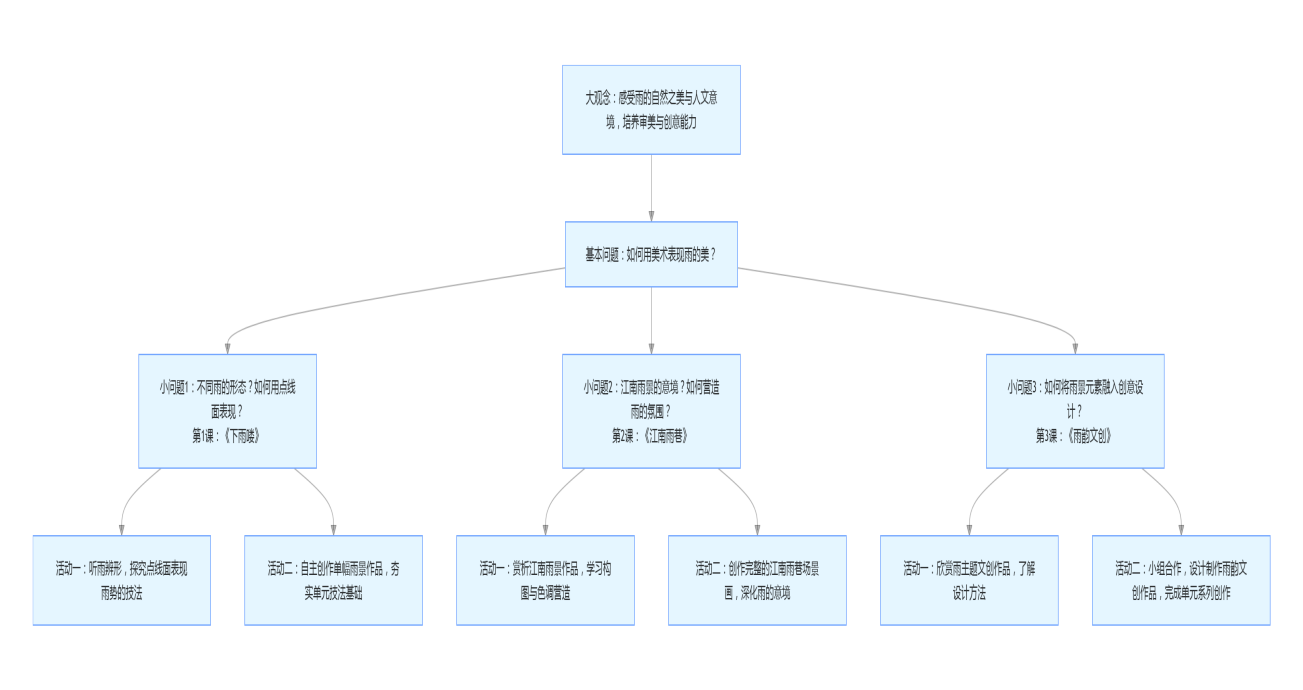 大观念：感受雨的自然之美与人文意
境，培养审美与创意能力
基本问题：如何用美术表现雨的美？
小问题1：不同雨的形态？如何用点线
面表现？
第1课：《下雨喽》
小问题2：江南雨景的意境？如何营造
雨的氛围？
第2课：《江南雨巷》
小问题3：如何将雨景元素融入创意设
计？
第3课：《雨韵文创》
活动一：听雨辨形，探究点线面表现
雨势的技法
活动二：自主创作单幅雨景作品，夯
实单元技法基础
活动一：赏析江南雨景作品，学习构
图与色调营造
活动二：创作完整的江南雨巷场景
画，深化雨的意境
活动一：欣赏雨主题文创作品，了解
设计方法
活动二：小组合作，设计制作雨韵文
创作品，完成单元系列创作